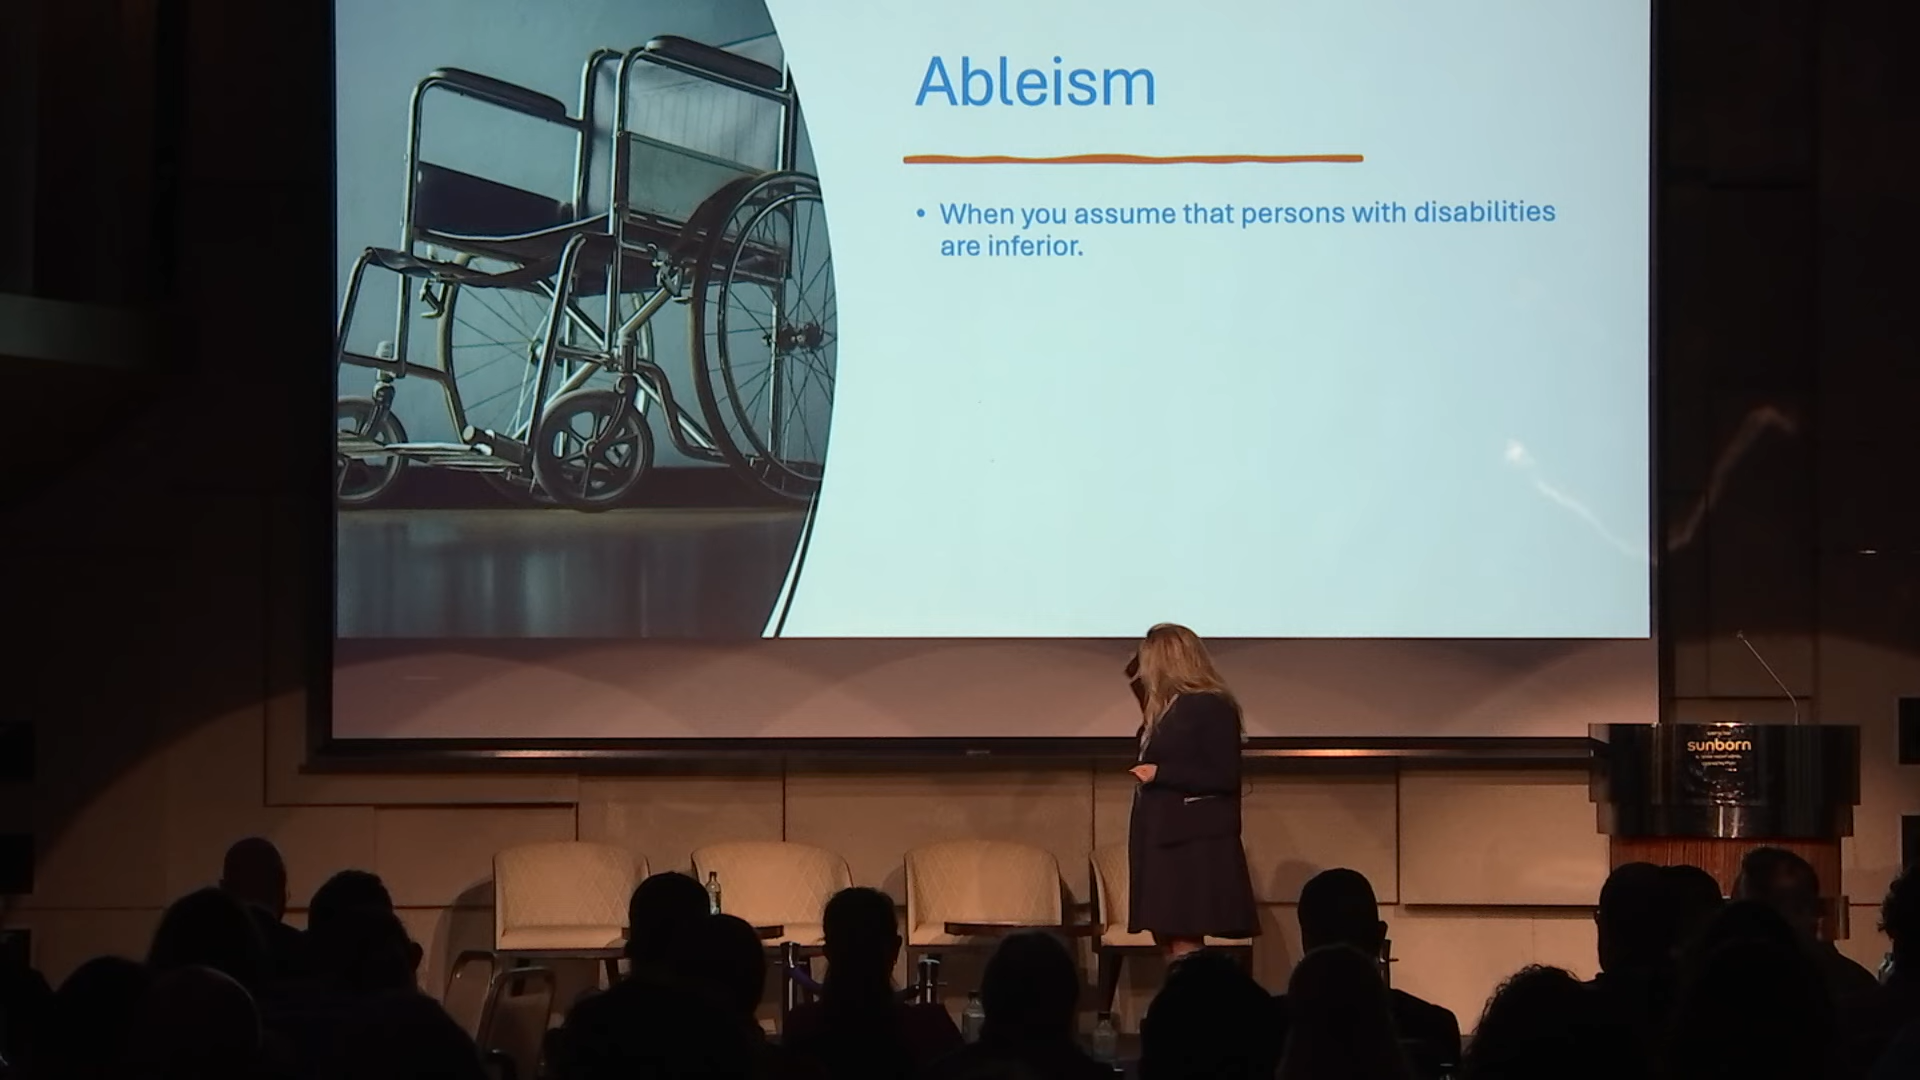 Ableism
• When you assume that persons with disabilities
are inferior.
sunborn